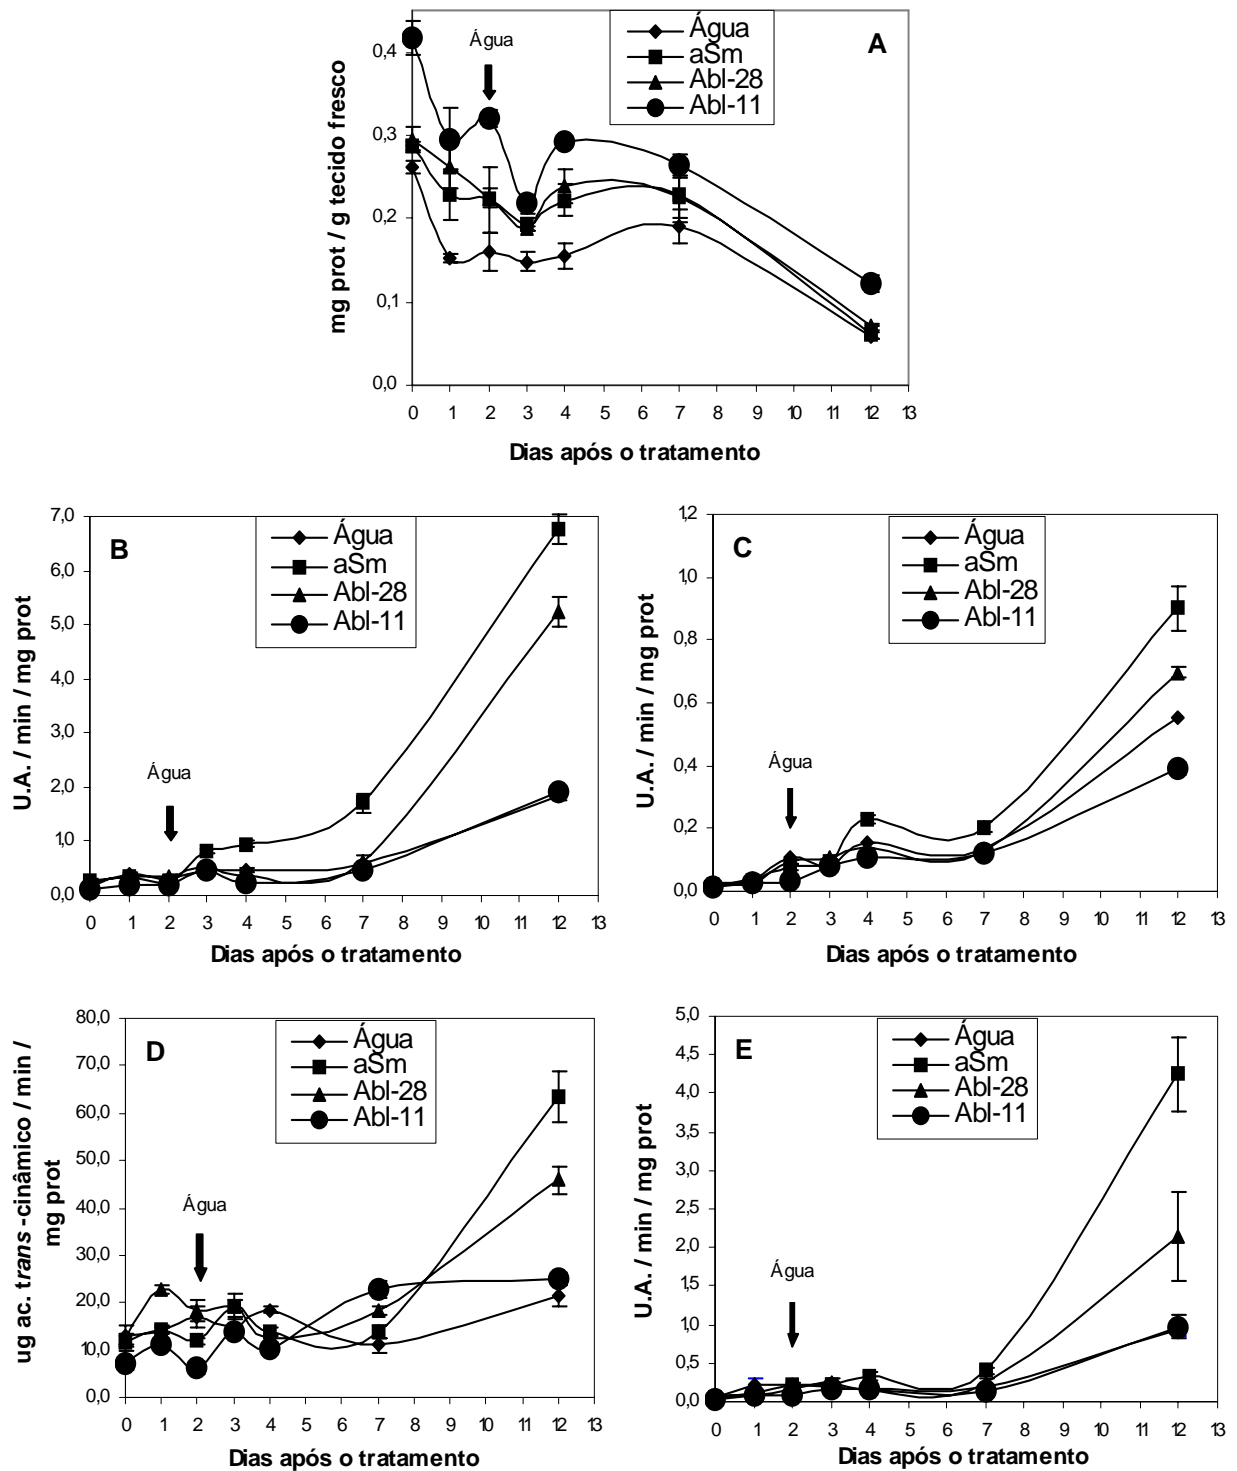 Água
aSm
Abl-28
Abl-11
A
Água
mg prot / g tecido fresco
0,4
0,3
0,2
0,1
0,0
0 1 2 3 4 5 6 7 8 9 10 11 12 13
Dias após o tratamento
B
Água
aSm
Abl-28
Abl-11
Água
U.A. / min / mg prot
7,0
6,0
5,0
4,0
3,0
2,0
1,0
0,0
0 1 2 3 4 5 6 7 8 9 10 11 12 13
Dias após o tratamento
C
Água
aSm
Abl-28
Abl-11
Água
U.A. / min / mg prot
1,2
1,0
0,8
0,6
0,4
0,2
0,0
0 1 2 3 4 5 6 7 8 9 10 11 12 13
Dias após o tratamento
D
Água
aSm
Abl-28
Abl-11
Água
ug ac. trans -cinâmico / min /
mg prot
80,0
70,0
60,0
50,0
40,0
30,0
20,0
10,0
0,0
0 1 2 3 4 5 6 7 8 9 10 11 12 13
Dias após o tratamento
E
Água
aSm
Abl-28
Abl-11
Água
U.A. / min / mg prot
5,0
4,5
4,0
3,5
3,0
2,5
2,0
1,5
1,0
0,5
0,0
0 1 2 3 4 5 6 7 8 9 10 11 12 13
Dias após o tratamento